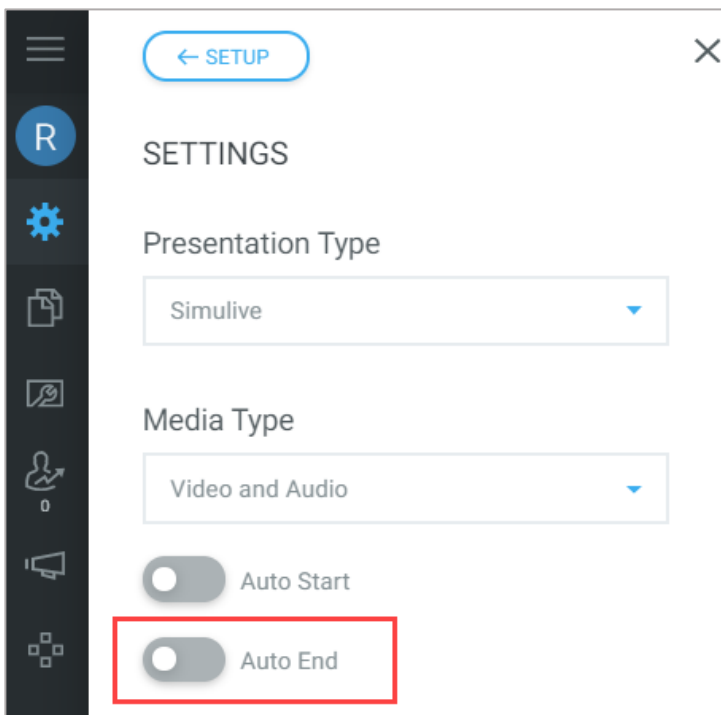 ← SETUP
R
SETTINGS
Presentation Type
Simulive
Media Type
Video and Audio
0
Auto Start
Auto End